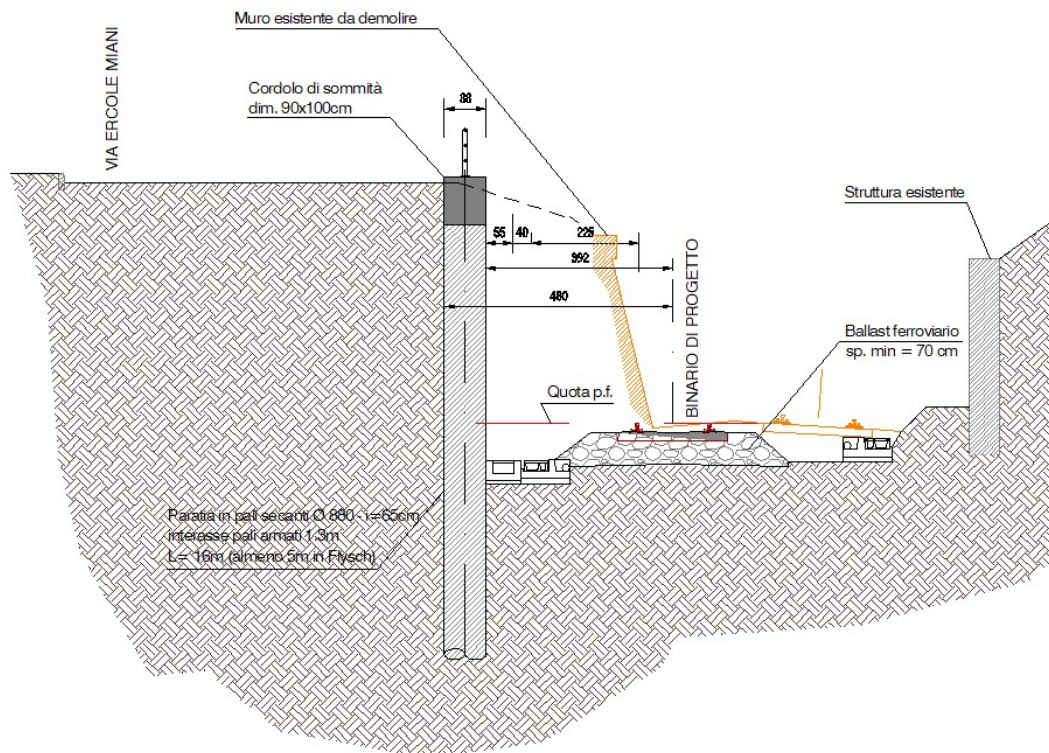 Muro esistente da demolire
VIA ERCOLE MIANI
Cordolo di sommità
dim. 90x100cm
88
Struttura esistente
55
40
225
392
480
BINARIO DI PROGETTO
Ballast ferroviario
sp. min = 70 cm
Quota p.f.
Paratia in pali secanti Ø 880 - i=65cm
interasse pali armati 1.3m
L= 16m (almeno 5m in Flysch)